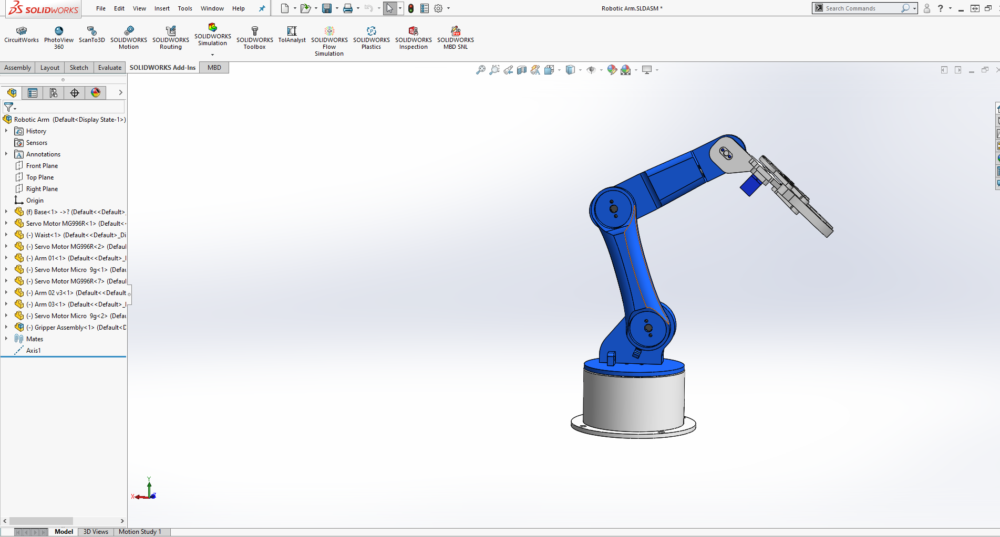 SOLIDWORKS
File Edit View Insert Tools Window Help
Robotic Arm.SLDASM *
Search Commands
?
CircuitWorks
PhotoView 360
ScanTo3D
SOLIDWORKS Motion
SOLIDWORKS Routing
SOLIDWORKS Simulation
SOLIDWORKS Toolbox
TolAnalyst
SOLIDWORKS Flow Simulation
SOLIDWORKS Plastics
SOLIDWORKS Inspection
SOLIDWORKS MBD SNL
Assembly Layout Sketch Evaluate SOLIDWORKS Add-Ins MBD
Robotic Arm (Default<Display State-1>)
History
Sensors
Annotations
Front Plane
Top Plane
Right Plane
Origin
(f) Base<1> ->? (Default<<Default>
Servo Motor MG996R<1> (Default<
(-) Waist<1> (Default<<Default>_Di
(-) Servo Motor MG996R<2> (Defaul
(-) Arm 01<1> (Default<<Default>_
(-) Servo Motor Micro 9g<1> (Defau
(-) Servo Motor MG996R<7> (Defaul
(-) Arm 02 v3<1> (Default<<Default
(-) Arm 03<1> (Default<<Default>_
(-) Servo Motor Micro 9g<2> (Defau
(-) Gripper Assembly<1> (Default<D
Mates
Axis1
Y
X
Z
Model 3D Views Motion Study 1